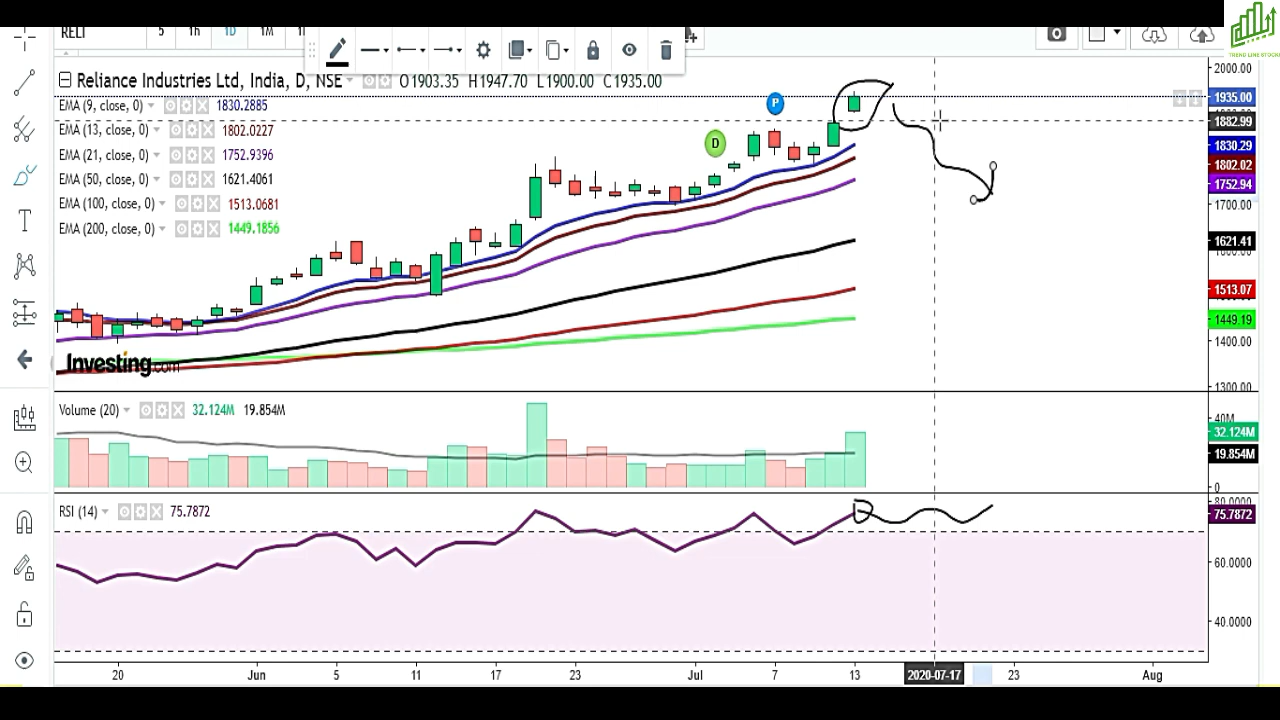 RELI 5 1h 1D 1W 1M
Reliance Industries Ltd, India, D, NSE O1903.35 H1947.70 L1900.00 C1935.00
EMA (9, close, 0) 1830.2885
EMA (13, close, 0) 1802.0227
EMA (21, close, 0) 1752.9396
EMA (50, close, 0) 1621.4061
EMA (100, close, 0) 1513.0681
EMA (200, close, 0) 1449.1856
D
P
TREND LINE STOCKS
2000.00
1935.00
1882.99
1830.29
1802.02
1752.94
1700.00
1621.41
1513.07
1449.19
1400.00
1300.00
Investing.com
Volume (20) 32.124M 19.854M
40M
32.124M
19.854M
0
RSI (14) 75.7872
80.0000
75.7872
60.0000
40.0000
20 Jun 5 11 17 23 Jul 7 13 2020-07-17 23 Aug